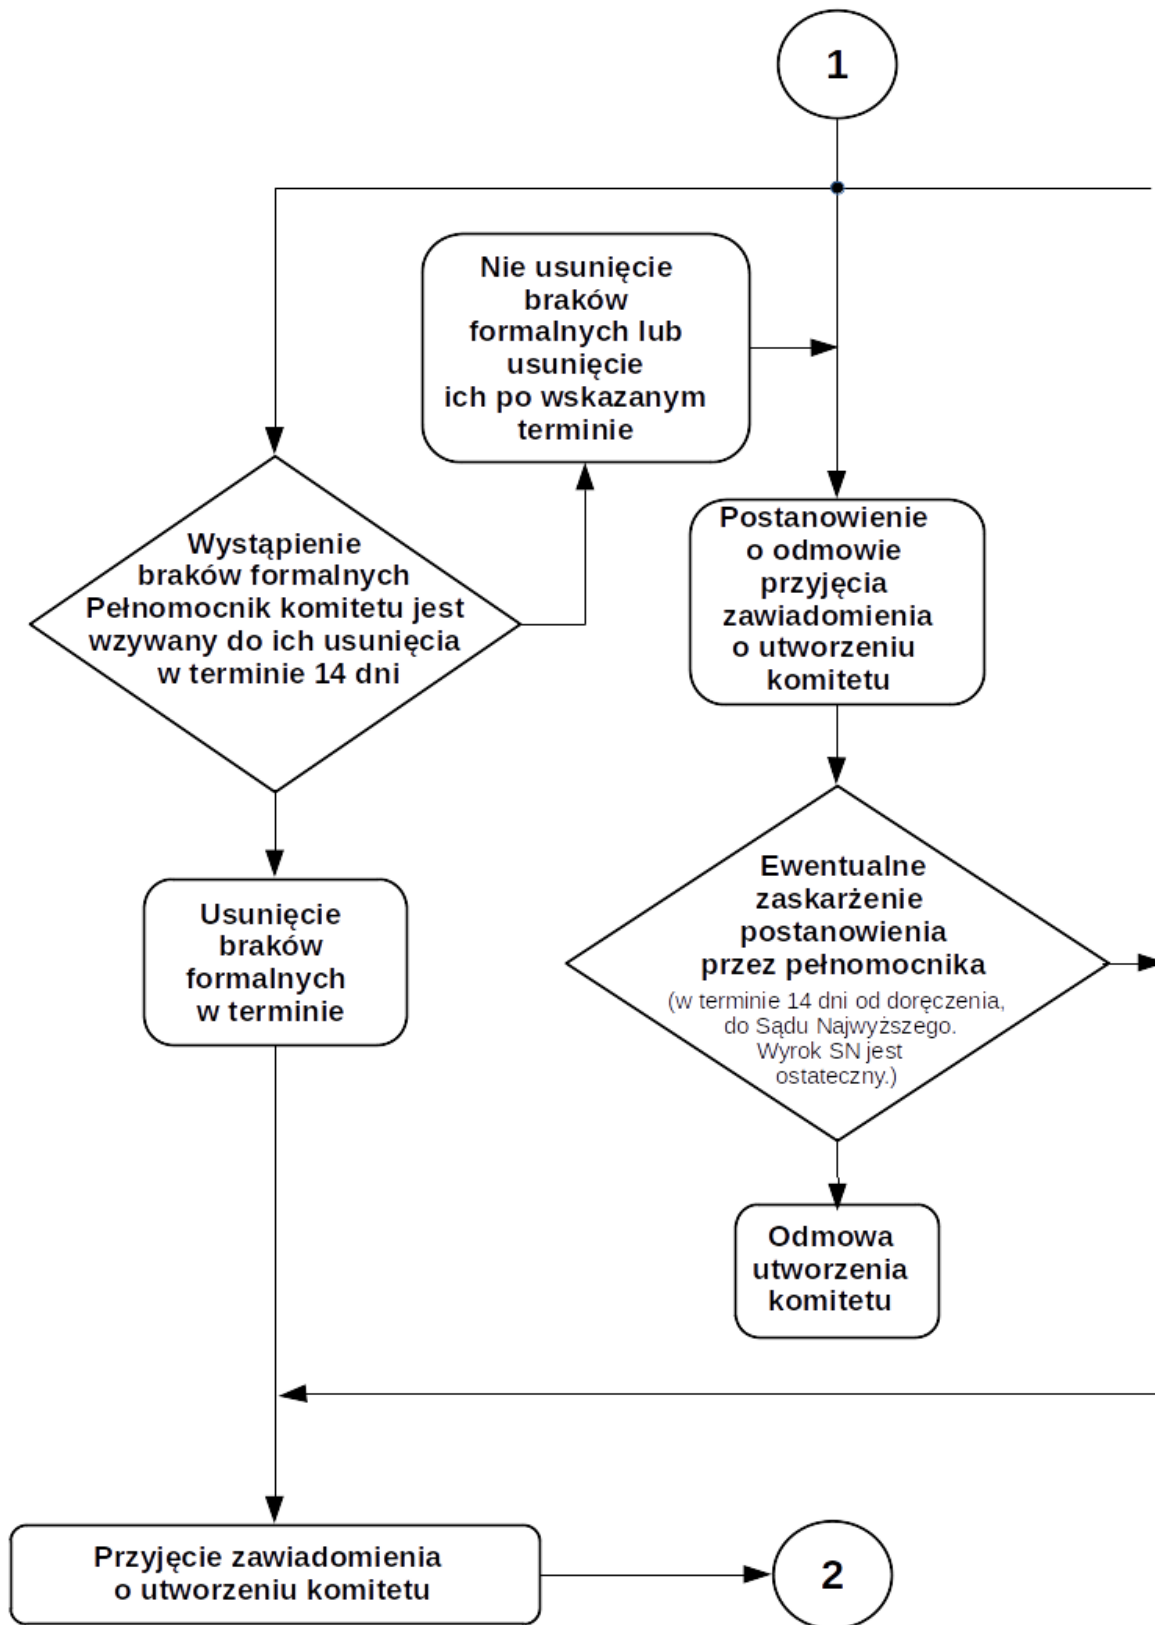 1
Nie usunięcie
braków
formalnych lub
usunięcie
ich po wskazanym
terminie
Wystąpienie
braków formalnych
Pełnomocnik komitetu jest
wzywany do ich usunięcia
w terminie 14 dni
Postanowienie
o odmowie
przyjęcia
zawiadomienia
o utworzeniu
komitetu
Usunięcie
braków
formalnych
w terminie
Ewentualne
zaskarżenie
postanowienia
przez pełnomocnika
(w terminie 14 dni od doręczenia,
do Sądu Najwyższego.
Wyrok SN jest
ostateczny.)
Odmowa
utworzenia
komitetu
Przyjęcie zawiadomienia
o utworzeniu komitetu
2